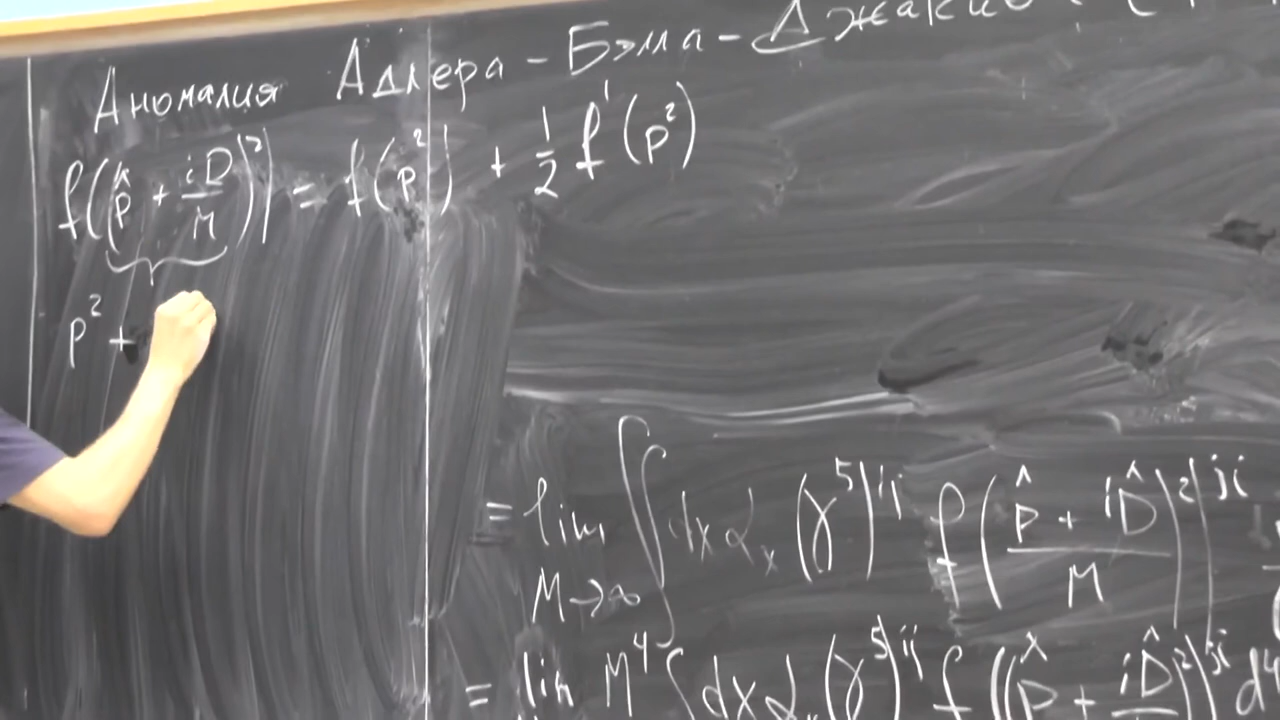 Аномалия Адлера - Бэлла - Джакив
f((p̂ + iD/M)²) = f(p²) + 1/2 f'(p²)
p² +
= lim M→∞ ∫ dx α_x (γ⁵)^{ij} f((p̂ + iD̂)/M)²)^{ji}
= lim M⁴ ∫ dx α_x (γ⁵)^{ij} f((p̂ + iD̂)²)^{ji} d⁴